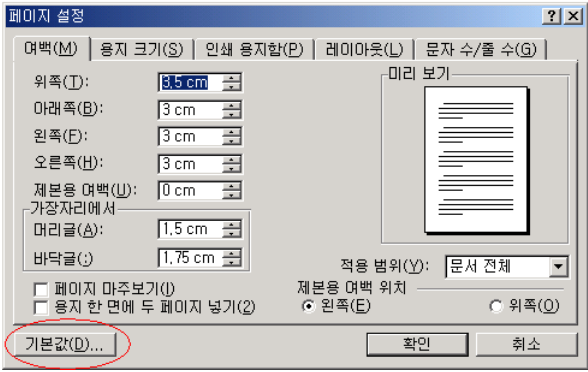 페이지 설정
여백(M) 용지 크기(S) 인쇄 용지함(P) 레이아웃(L) 문자 수/줄 수(G)
위쪽(T): 3.5 cm
아래쪽(B): 3 cm
왼쪽(F): 3 cm
오른쪽(H): 3 cm
제본용 여백(U): 0 cm
가장자리에서
머리글(A): 1.5 cm
바닥글(;) 1.75 cm
미리 보기
적용 범위(Y): 문서 전체
페이지 마주보기(I)
용지 한 면에 두 페이지 넣기(2)
제본용 여백 위치
왼쪽(E) 위쪽(O)
기본값(D)... 확인 취소